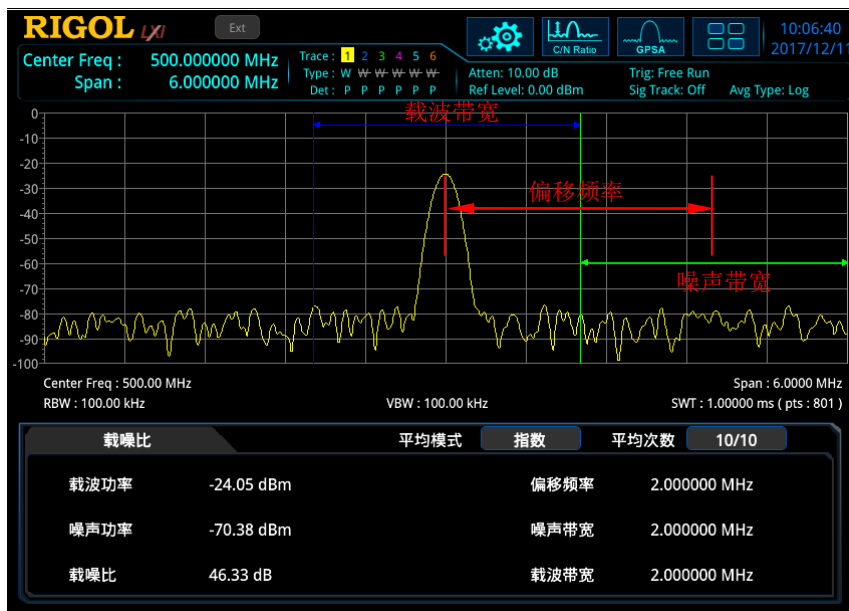 RIGOL LXI Ext
C/N Ratio GPSA
10:06:40
2017/12/11
Center Freq : 500.000000 MHz
Span : 6.000000 MHz
Trace : 1 2 3 4 5 6
Type : W W W W W W
Det : P P P P P P
Atten: 10.00 dB
Ref Level: 0.00 dBm
Trig: Free Run
Sig Track: Off
Avg Type: Log
载波带宽
偏移频率
噪声带宽
0
-10
-20
-30
-40
-50
-60
-70
-80
-90
-100
Center Freq : 500.00 MHz
Span : 6.0000 MHz
RBW : 100.00 kHz
VBW : 100.00 kHz
SWT : 1.00000 ms ( pts : 801 )
载噪比 平均模式 指数 平均次数 10/10
载波功率 -24.05 dBm 偏移频率 2.000000 MHz
噪声功率 -70.38 dBm 噪声带宽 2.000000 MHz
载噪比 46.33 dB 载波带宽 2.000000 MHz